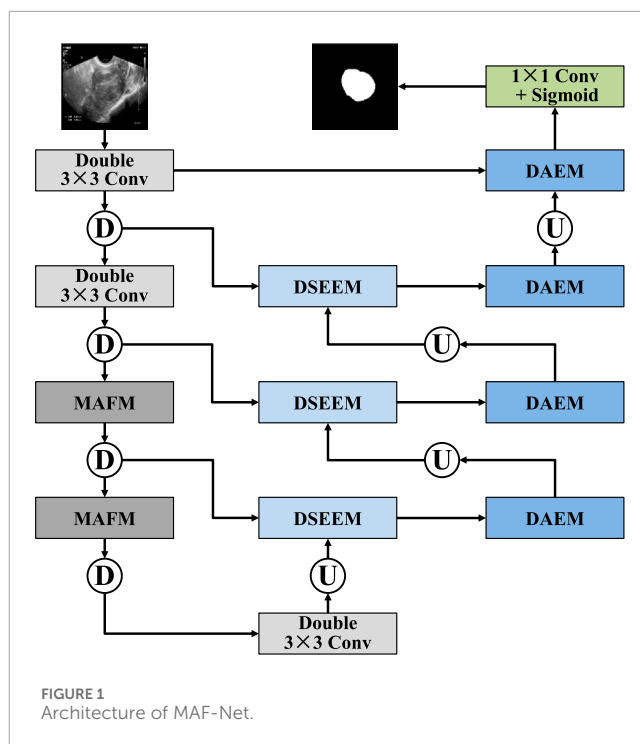 1×1 Conv
+ Sigmoid
Double
3×3 Conv
DAEM
D
U
Double
3×3 Conv
DSEEM
DAEM
D
U
MAFM
DSEEM
DAEM
D
U
MAFM
DSEEM
DAEM
D
U
Double
3×3 Conv
FIGURE 1
Architecture of MAF-Net.